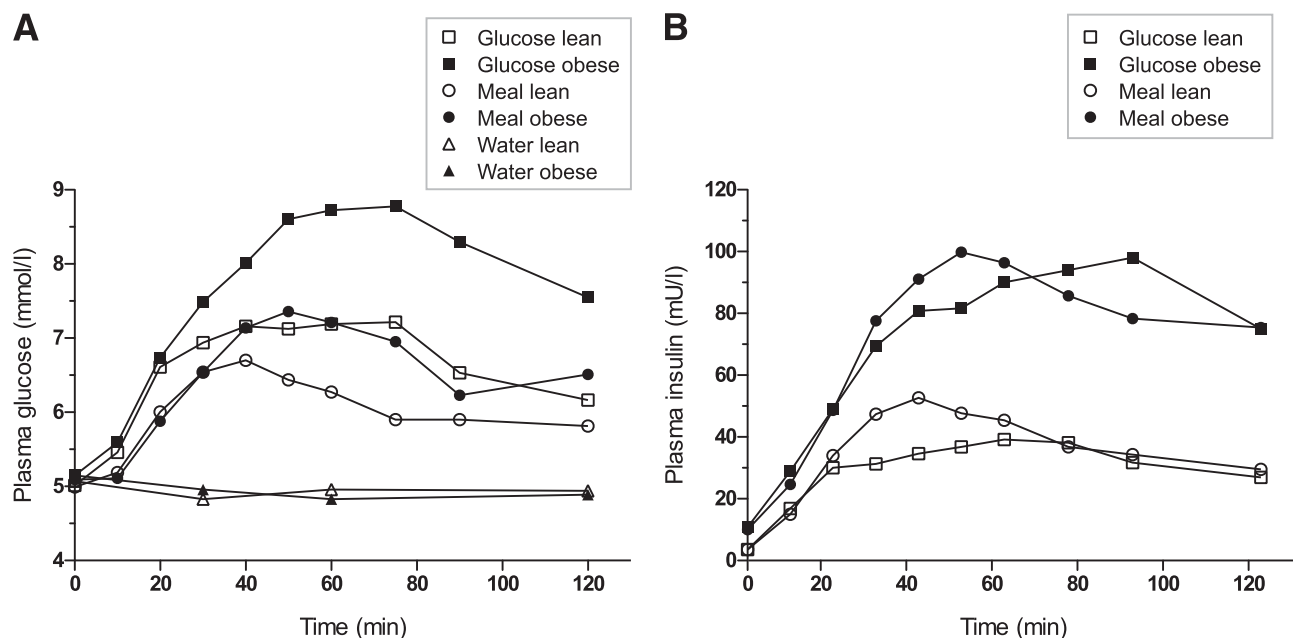 A
Glucose lean
Glucose obese
Meal lean
Meal obese
Water lean
Water obese
Plasma glucose (mmol/l)
9
8
7
6
5
4
0 20 40 60 80 100 120
Time (min)
B
Glucose lean
Glucose obese
Meal lean
Meal obese
Plasma insulin (mU/l)
120
100
80
60
40
20
0
0 20 40 60 80 100 120
Time (min)